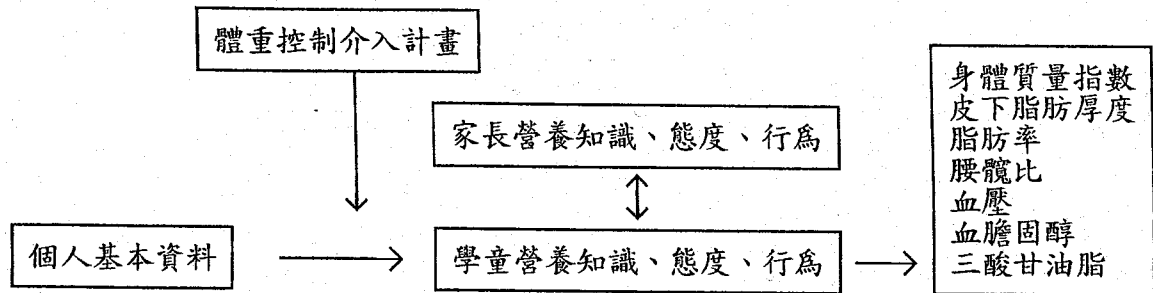 體重控制介入計畫
家長營養知識、態度、行爲
個人基本資料
學童營養知識、態度、行爲
身體質量指數
皮下脂肪厚度
脂肪率
腰髖比
血壓
血膽固醇
三酸甘油脂